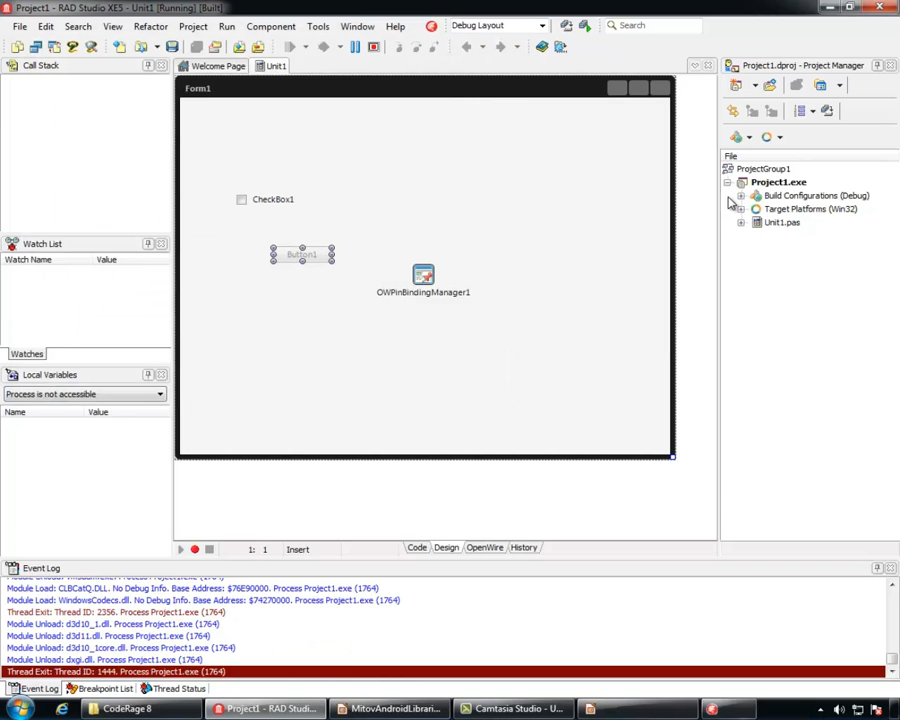 Project1 - RAD Studio XE5 - Unit1 [Running] [Built]
File Edit Search View Refactor Project Run Component Tools Window Help Debug Layout Search
Call Stack
Welcome Page Unit1
Project1.dproj - Project Manager
Form1
File
ProjectGroup1
Project1.exe
Build Configurations (Debug)
Target Platforms (Win32)
Unit1.pas
CheckBox1
Button1
OWPinBindingManager1
Watch List
Watch Name Value
Watches
Local Variables
Process is not accessible
Name Value
1: 1 Insert Code Design OpenWire History
Event Log
Module Load: CLBCatQ.DLL. No Debug Info. Base Address: $76E90000. Process Project1.exe (1764)
Module Load: WindowsCodecs.dll. No Debug Info. Base Address: $74270000. Process Project1.exe (1764)
Thread Exit: Thread ID: 2356. Process Project1.exe (1764)
Module Unload: d3d10_1.dll. Process Project1.exe (1764)
Module Unload: d3d11.dll. Process Project1.exe (1764)
Module Unload: d3d10_1core.dll. Process Project1.exe (1764)
Module Unload: dxgi.dll. Process Project1.exe (1764)
Thread Exit: Thread ID: 1444. Process Project1.exe (1764)
Event Log Breakpoint List Thread Status
CodeRage 8 Project1 - RAD Studi... MitovAndroidLibrari... Camtasia Studio - U... 12:54 PM